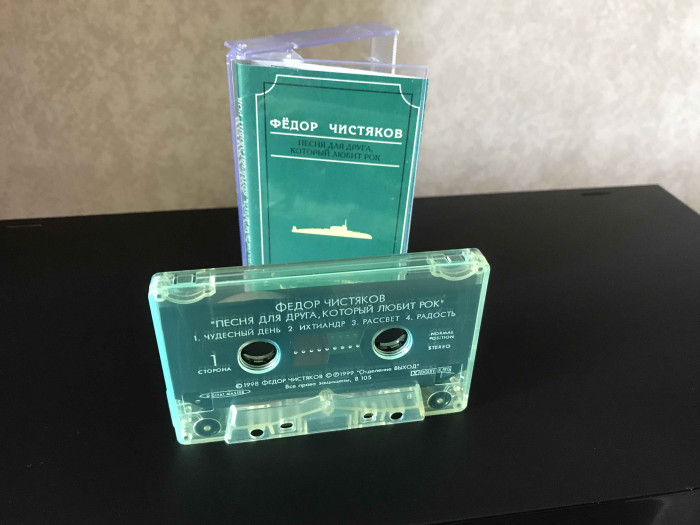 ФЁДОР ЧИСТЯКОВ
ПЕСНЯ ДЛЯ ДРУГА,
КОТОРЫЙ ЛЮБИТ РОК
ФЕДОР ЧИСТЯКОВ
"ПЕСНЯ ДЛЯ ДРУГА, КОТОРЫЙ ЛЮБИТ РОК"
1. ЧУДЕСНЫЙ ДЕНЬ 2. ИХТИАНДР 3. РАССВЕТ 4. РАДОСТЬ
1
СТОРОНА
NORMAL
POSITION
STEREO
©1998 ФЕДОР ЧИСТЯКОВ ©℗1999 "Отделение ВЫХОД"
Все права защищены, В 105
DIGITAL MASTER